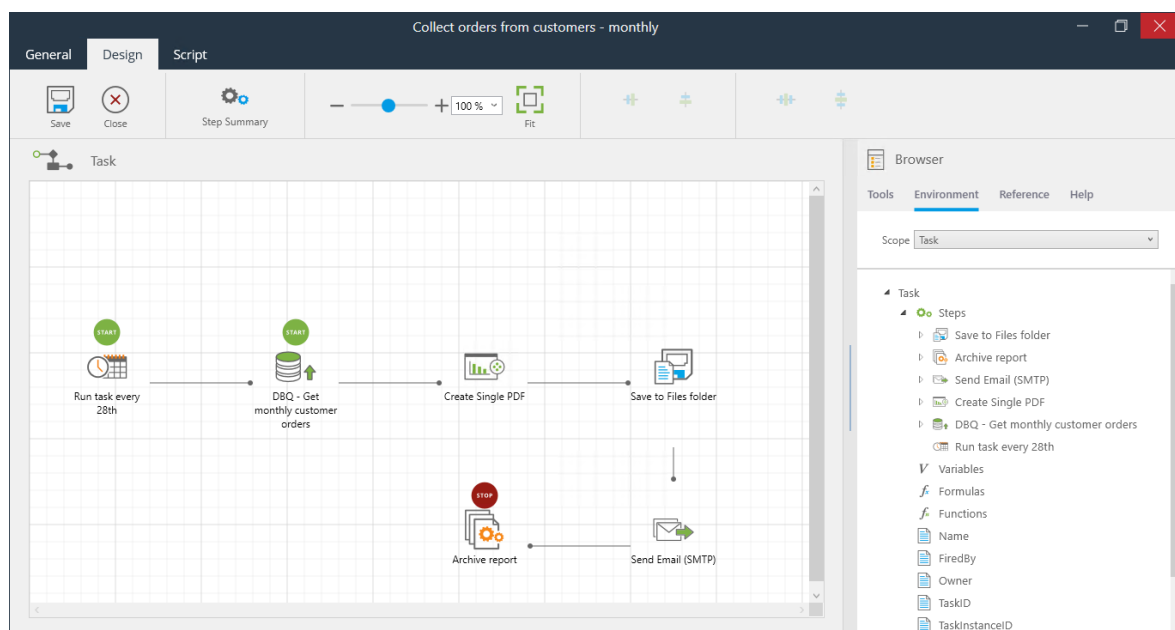 Collect orders from customers - monthly
General Design Script
Save Close Step Summary 100 % Fit
Task
START START
Run task every
28th
DBQ - Get
monthly customer
orders
Create Single PDF
Save to Files folder
STOP
Archive report
Send Email (SMTP)
Browser
Tools Environment Reference Help
Scope Task
Task
Steps
Save to Files folder
Archive report
Send Email (SMTP)
Create Single PDF
DBQ - Get monthly customer orders
Run task every 28th
Variables
Formulas
Functions
Name
FiredBy
Owner
TaskID
TaskInstanceID